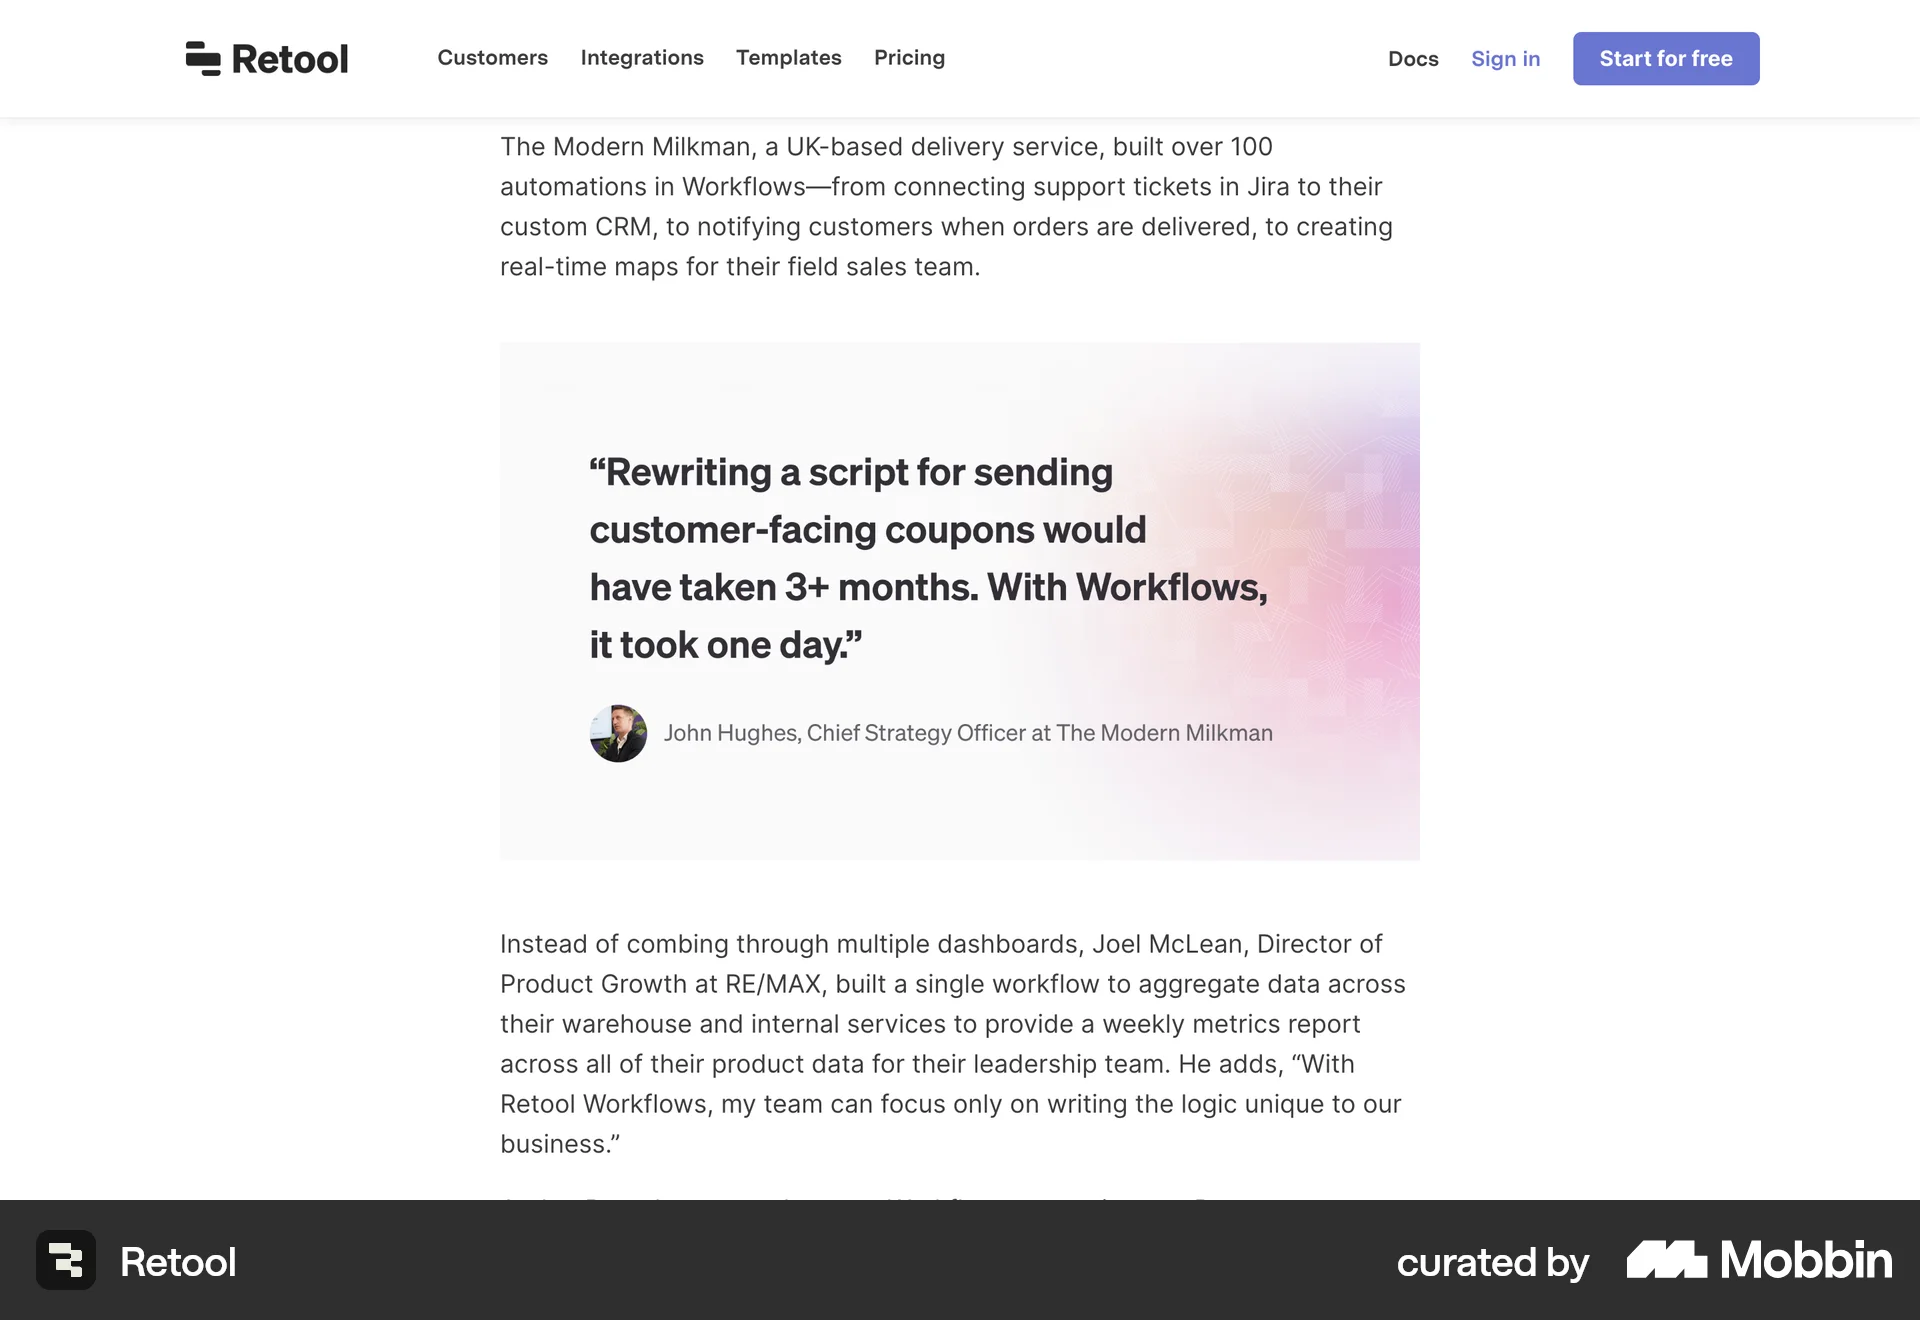 Retool
Customers Integrations Templates Pricing
Docs Sign in Start for free
The Modern Milkman, a UK-based delivery service, built over 100
automations in Workflows—from connecting support tickets in Jira to their
custom CRM, to notifying customers when orders are delivered, to creating
real-time maps for their field sales team.
“Rewriting a script for sending
customer-facing coupons would
have taken 3+ months. With Workflows,
it took one day.”
John Hughes, Chief Strategy Officer at The Modern Milkman
Instead of combing through multiple dashboards, Joel McLean, Director of
Product Growth at RE/MAX, built a single workflow to aggregate data across
their warehouse and internal services to provide a weekly metrics report
across all of their product data for their leadership team. He adds, “With
Retool Workflows, my team can focus only on writing the logic unique to our
business.”
Retool
curated by Mobbin